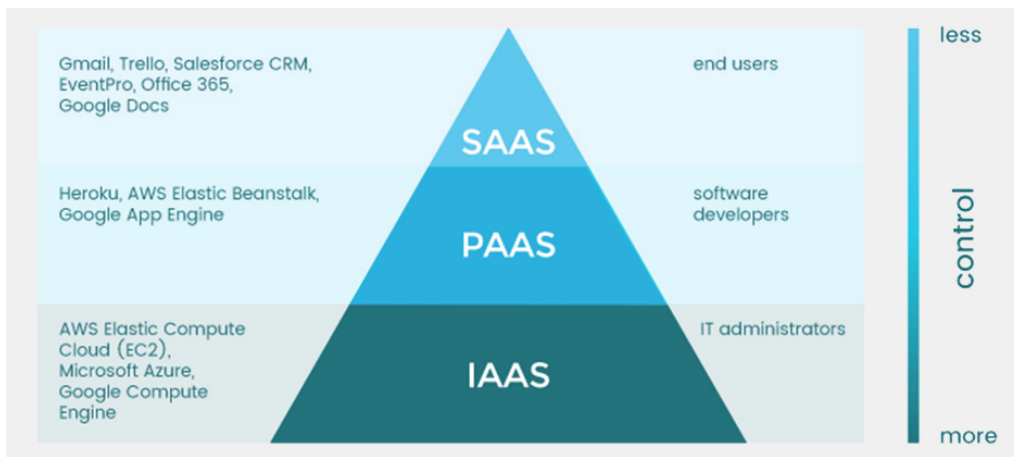 Gmail, Trello, Salesforce CRM,
EventPro, Office 365,
Google Docs
SAAS
end users
Heroku, AWS Elastic Beanstalk,
Google App Engine
PAAS
software
developers
AWS Elastic Compute
Cloud (EC2),
Microsoft Azure,
Google Compute
Engine
IAAS
IT administrators
less
control
more